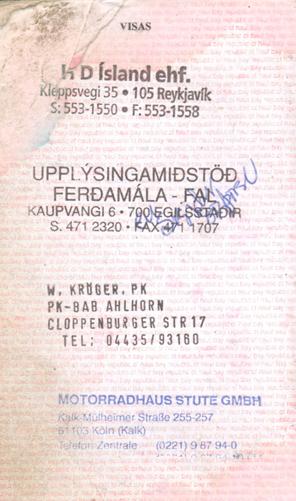 VISAS
H D Ísland ehf.
Kleppsvegi 35 • 105 Reykjavík
S: 553-1550 • F: 553-1558
UPPLÝSINGAMIÐSTÖÐ
FERÐAMÁLA - FAL
KAUPVANGI 6 • 700 EGILSSTAÐIR
S. 471 2320 • FAX 471 1707
W. KRÖGER, PK
PK-BAB AHLHORN
CLOPPENBURGER STR 17
TEL: 04435/93160
MOTORRADHAUS STUTE GMBH
Kalk-Mülheimer Straße 255-257
51103 Köln (Kalk)
Telefon-Zentrale (0221) 9 87 94-0